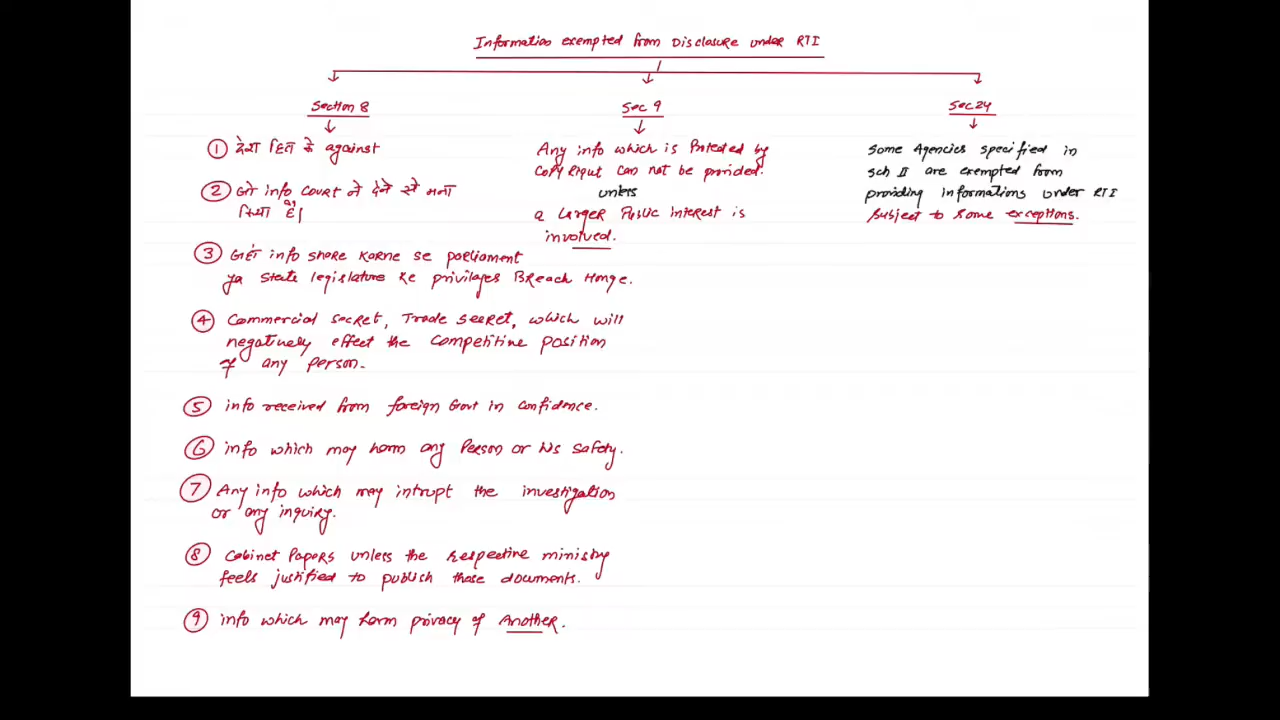 Information exempted from Disclosure under RTI
Section 8
① देश हित के against
② जो info court ने देने से मना
किया हो।
③ जहां info share karne se parliament
ya state legislature ke privilages Breach Honge.
④ Commercial secret, Trade secret, which will
negatively effect the competitive position
of any person.
⑤ info received from foreign Govt in confidence.
⑥ info which may harm any Person or his safety.
⑦ Any info which may intrupt the investigation
or any inquiry.
⑧ Cabinet Papers unless the respective ministry
feels justified to publish those documents.
⑨ info which may harm privacy of Another.
Sec 9
Any info which is Protected by
copy right can not be provided.
unless
a Larger Public interest is
involved.
Sec 24
Some Agencies specified in
sch II are exempted from
providing informations under RTI
subject to some exceptions.